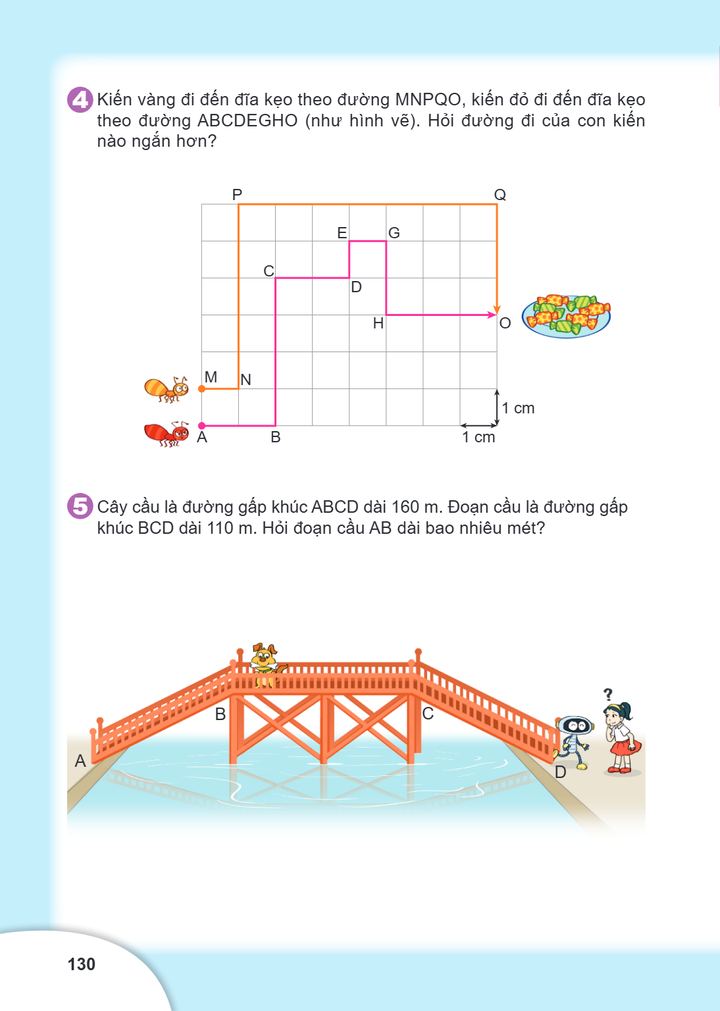 4 Kiến vàng đi đến đĩa kẹo theo đường MNPQO, kiến đỏ đi đến đĩa kẹo
theo đường ABCDEGHO (như hình vẽ). Hỏi đường đi của con kiến
nào ngắn hơn?
P Q
E G
C
D
H O
M N
1 cm
A B 1 cm
5 Cây cầu là đường gấp khúc ABCD dài 160 m. Đoạn cầu là đường gấp
khúc BCD dài 110 m. Hỏi đoạn cầu AB dài bao nhiêu mét?
?
B C
A D
130